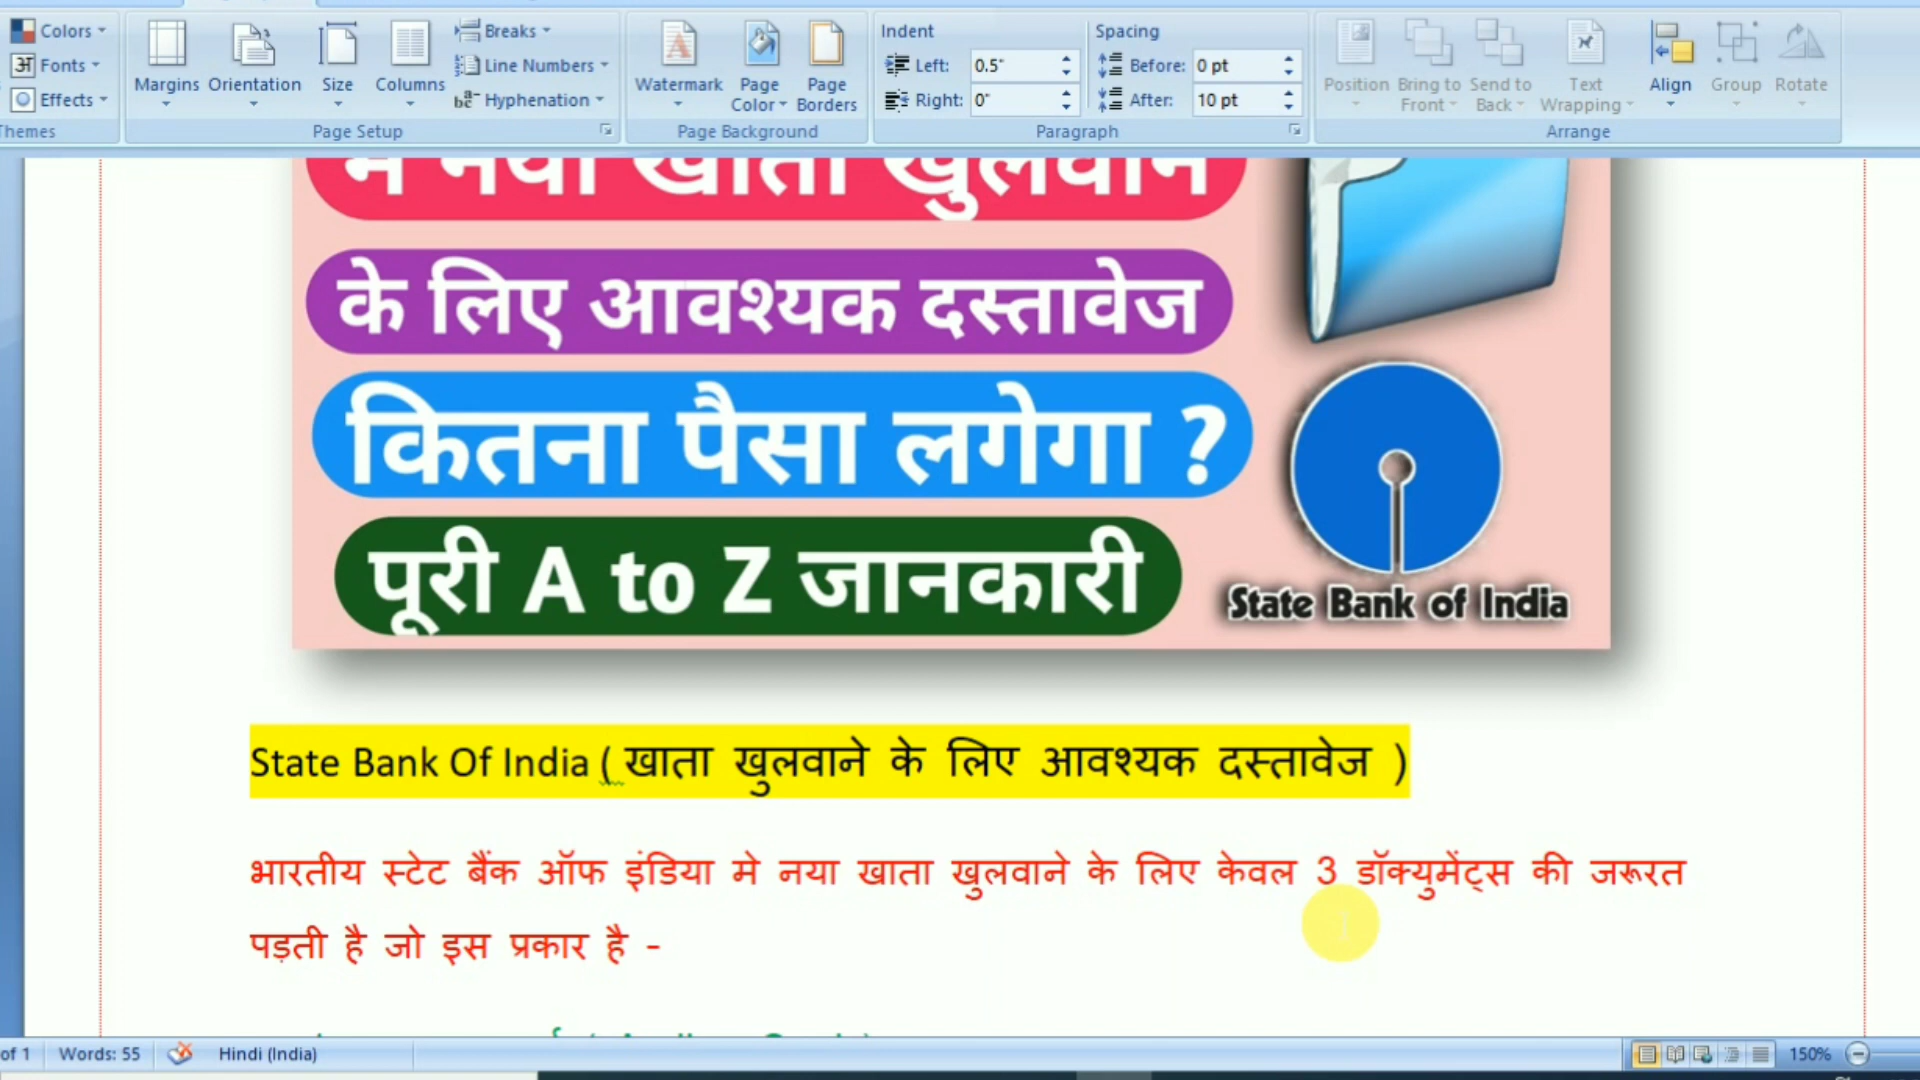 Colors
Fonts
Effects
Themes
Margins
Orientation
Size
Columns
Breaks
Line Numbers
Hyphenation
Page Setup
Watermark
Page Color
Page Borders
Page Background
Indent
Left: 0.5"
Right: 0"
Spacing
Before: 0 pt
After: 10 pt
Paragraph
Position
Bring to Front
Send to Back
Text Wrapping
Align
Group
Rotate
Arrange
में नया खाता खुलवाने
के लिए आवश्यक दस्तावेज
कितना पैसा लगेगा ?
पूरी A to Z जानकारी
State Bank of India
State Bank Of India ( खाता खुलवाने के लिए आवश्यक दस्तावेज )
भारतीय स्टेट बैंक ऑफ इंडिया मे नया खाता खुलवाने के लिए केवल 3 डॉक्युमेंट्स की जरूरत
पड़ती है जो इस प्रकार है -
of 1
Words: 55
Hindi (India)
150%